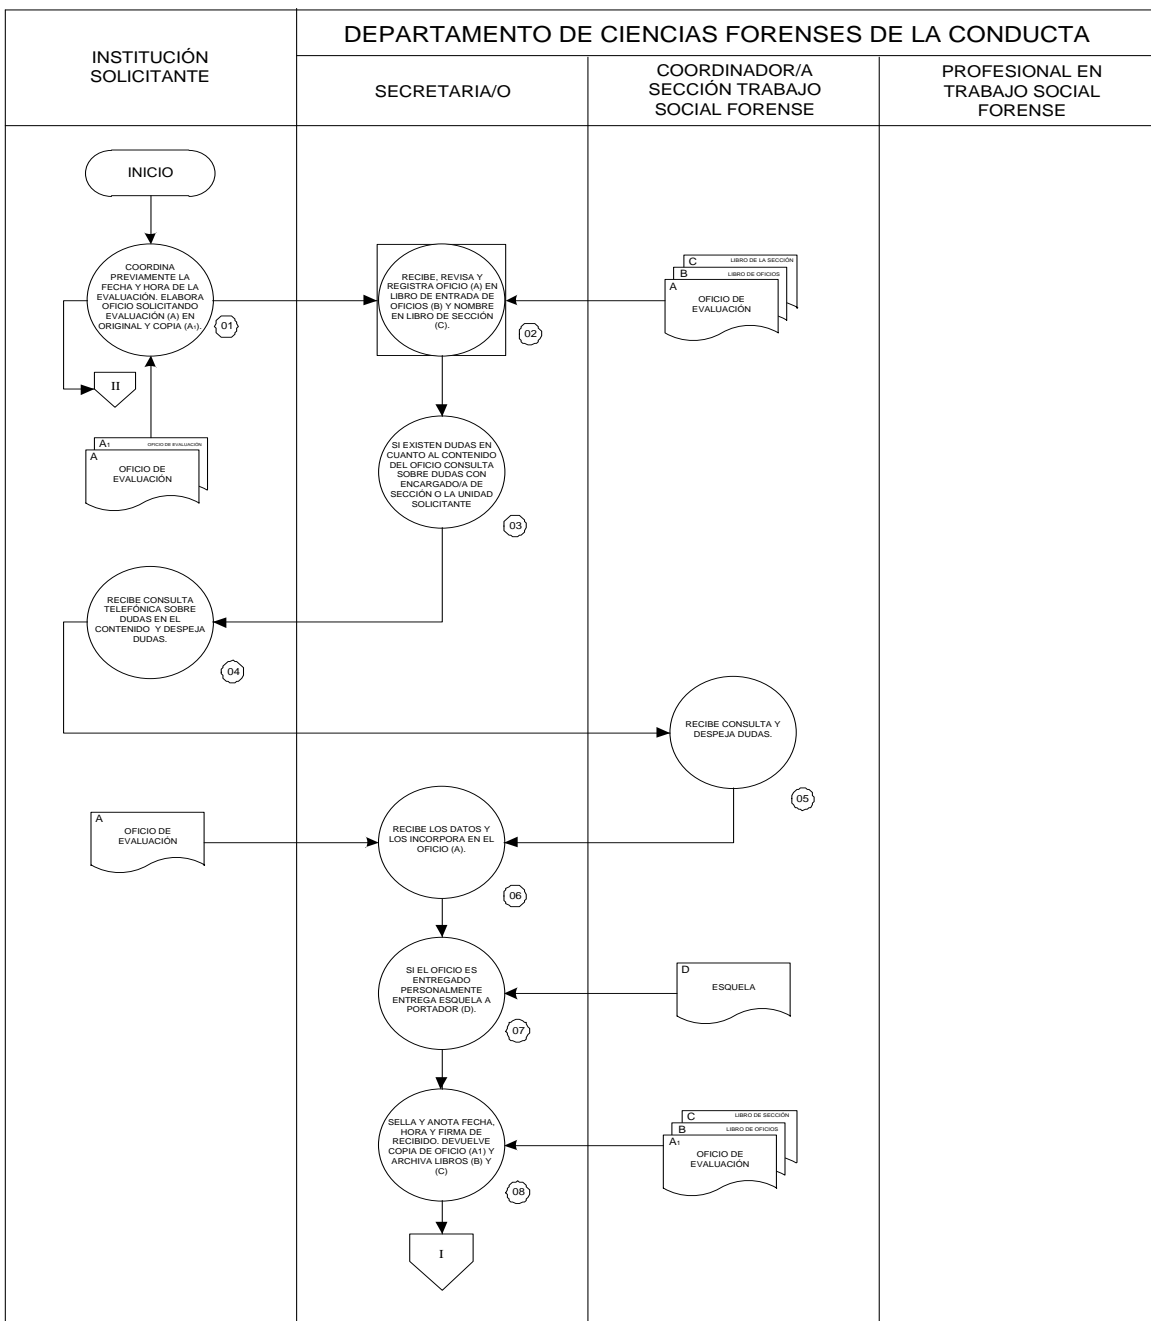 DEPARTAMENTO DE CIENCIAS FORENSES DE LA CONDUCTA
INSTITUCIÓN
SOLICITANTE
SECRETARIA/O
COORDINADOR/A
SECCIÓN TRABAJO
SOCIAL FORENSE
PROFESIONAL EN
TRABAJO SOCIAL
FORENSE
INICIO
COORDINA
PREVIAMENTE LA
FECHA Y HORA DE LA
EVALUACIÓN. ELABORA
OFICIO SOLICITANDO
EVALUACIÓN (A) EN
ORIGINAL Y COPIA (A1).
01
II
A1 OFICIO DE EVALUACIÓN
A
OFICIO DE
EVALUACIÓN
RECIBE, REVISA Y
REGISTRA OFICIO (A) EN
LIBRO DE ENTRADA DE
OFICIOS (B) Y NOMBRE
EN LIBRO DE SECCIÓN
(C).
02
C LIBRO DE LA SECCIÓN
B LIBRO DE OFICIOS
A
OFICIO DE
EVALUACIÓN
SI EXISTEN DUDAS EN
CUANTO AL CONTENIDO
DEL OFICIO CONSULTA
SOBRE DUDAS CON
ENCARGADO/A DE
SECCIÓN O LA UNIDAD
SOLICITANTE
03
RECIBE CONSULTA
TELEFÓNICA SOBRE
DUDAS EN EL
CONTENIDO Y DESPEJA
DUDAS.
04
RECIBE CONSULTA Y
DESPEJA DUDAS.
05
A
OFICIO DE
EVALUACIÓN
RECIBE LOS DATOS Y
LOS INCORPORA EN EL
OFICIO (A).
06
SI EL OFICIO ES
ENTREGADO
PERSONALMENTE
ENTREGA ESQUELA A
PORTADOR (D).
07
D
ESQUELA
SELLA Y ANOTA FECHA,
HORA Y FIRMA DE
RECIBIDO. DEVUELVE
COPIA DE OFICIO (A1) Y
ARCHIVA LIBROS (B) Y
(C)
08
C LIBRO DE SECCIÓN
B LIBRO DE OFICIOS
A1
OFICIO DE
EVALUACIÓN
I